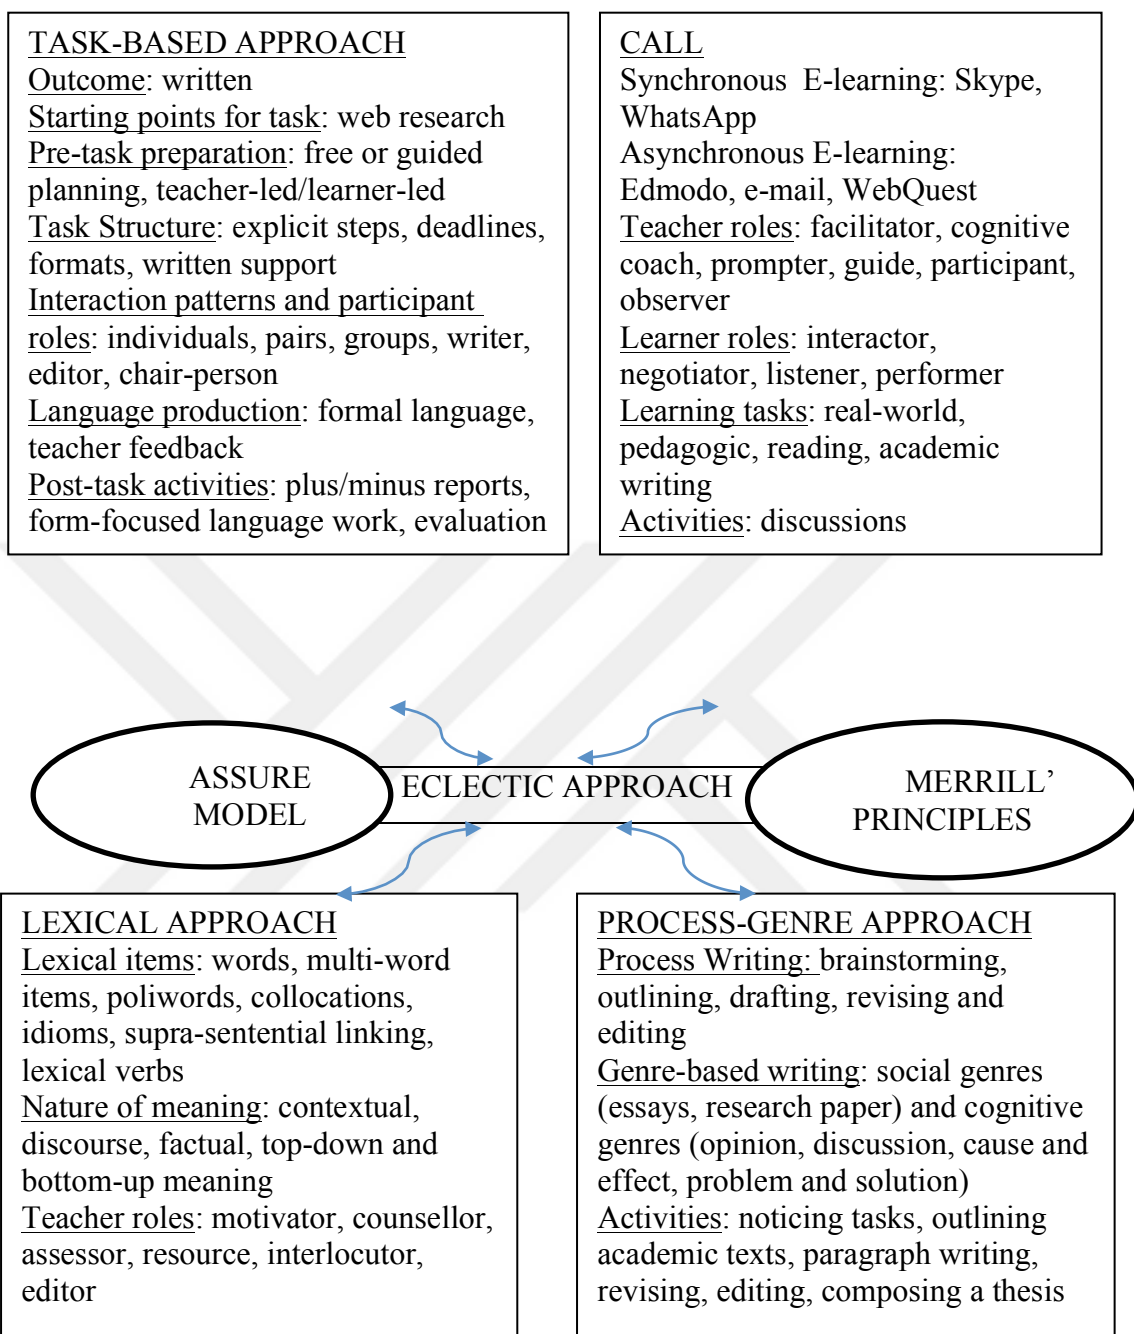 TASK-BASED APPROACH
Outcome: written
Starting points for task: web research
Pre-task preparation: free or guided
planning, teacher-led/learner-led
Task Structure: explicit steps, deadlines,
formats, written support
Interaction patterns and participant
roles: individuals, pairs, groups, writer,
editor, chair-person
Language production: formal language,
teacher feedback
Post-task activities: plus/minus reports,
form-focused language work, evaluation
CALL
Synchronous E-learning: Skype,
WhatsApp
Asynchronous E-learning:
Edmodo, e-mail, WebQuest
Teacher roles: facilitator, cognitive
coach, prompter, guide, participant,
observer
Learner roles: interactor,
negotiator, listener, performer
Learning tasks: real-world,
pedagogic, reading, academic
writing
Activities: discussions
ASSURE
MODEL
ECLECTIC APPROACH
MERRILL’
PRINCIPLES
LEXICAL APPROACH
Lexical items: words, multi-word
items, poliwords, collocations,
idioms, supra-sentential linking,
lexical verbs
Nature of meaning: contextual,
discourse, factual, top-down and
bottom-up meaning
Teacher roles: motivator, counsellor,
assessor, resource, interlocutor,
editor
PROCESS-GENRE APPROACH
Process Writing: brainstorming,
outlining, drafting, revising and
editing
Genre-based writing: social genres
(essays, research paper) and cognitive
genres (opinion, discussion, cause and
effect, problem and solution)
Activities: noticing tasks, outlining
academic texts, paragraph writing,
revising, editing, composing a thesis